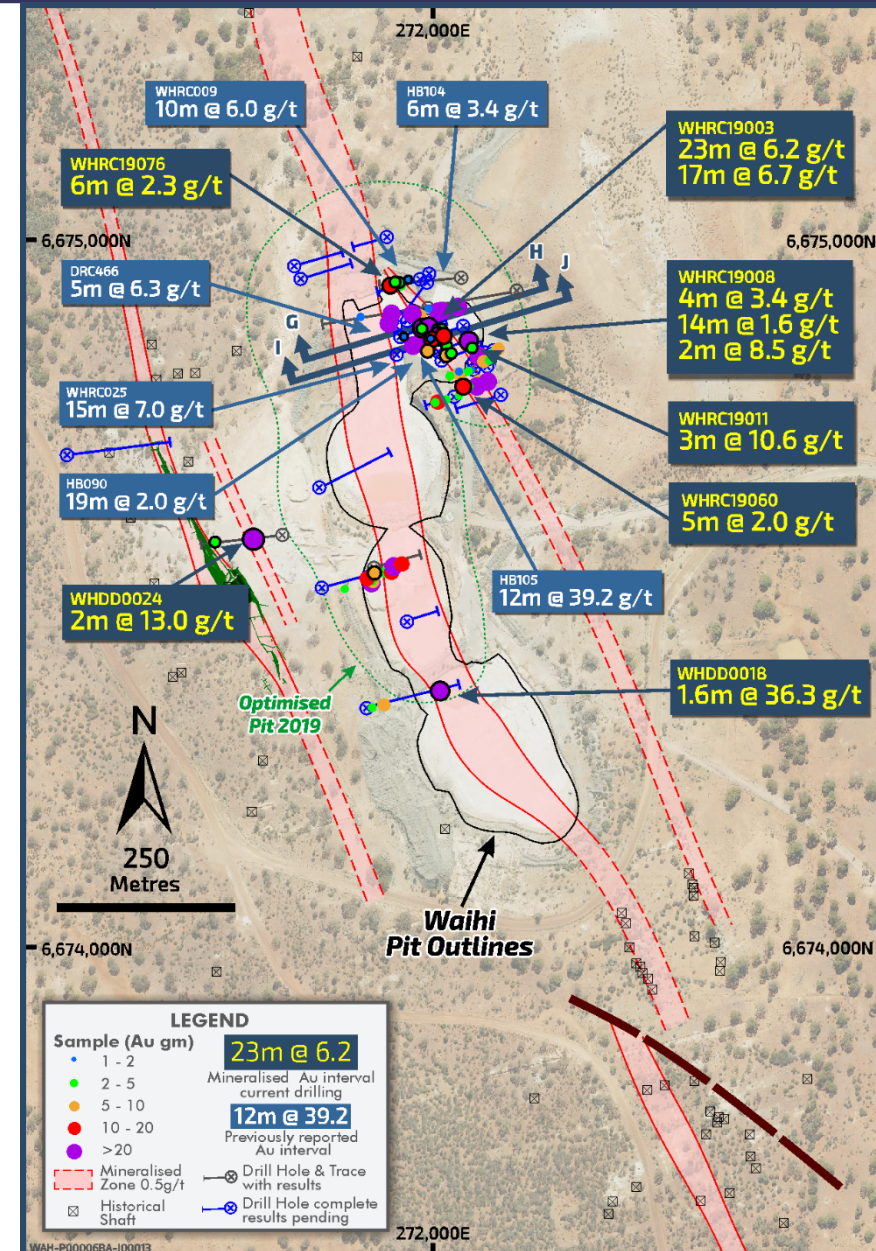 272,000E
WHRC009
10m @ 6.0 g/t
HB104
6m @ 3.4 g/t
WHRC19003
23m @ 6.2 g/t
17m @ 6.7 g/t
WHRC19076
6m @ 2.3 g/t
6,675,000N
6,675,000N
H
J
DRC466
5m @ 6.3 g/t
WHRC19008
4m @ 3.4 g/t
14m @ 1.6 g/t
2m @ 8.5 g/t
G
I
WHRC025
15m @ 7.0 g/t
WHRC19011
3m @ 10.6 g/t
HB090
19m @ 2.0 g/t
WHRC19060
5m @ 2.0 g/t
HB105
12m @ 39.2 g/t
WHDD0024
2m @ 13.0 g/t
WHDD0018
1.6m @ 36.3 g/t
Optimised
Pit 2019
N
250
Metres
Waihi
Pit Outlines
6,674,000N
6,674,000N
LEGEND
Sample (Au gm)
1 - 2
2 - 5
5 - 10
10 - 20
>20
Mineralised
Zone 0.5g/t
Historical
Shaft
23m @ 6.2
Mineralised Au interval
current drilling
12m @ 39.2
Previously reported
Au interval
Drill Hole & Trace
with results
Drill Hole complete
results pending
272,000E
WAH-P00006BA-J00013